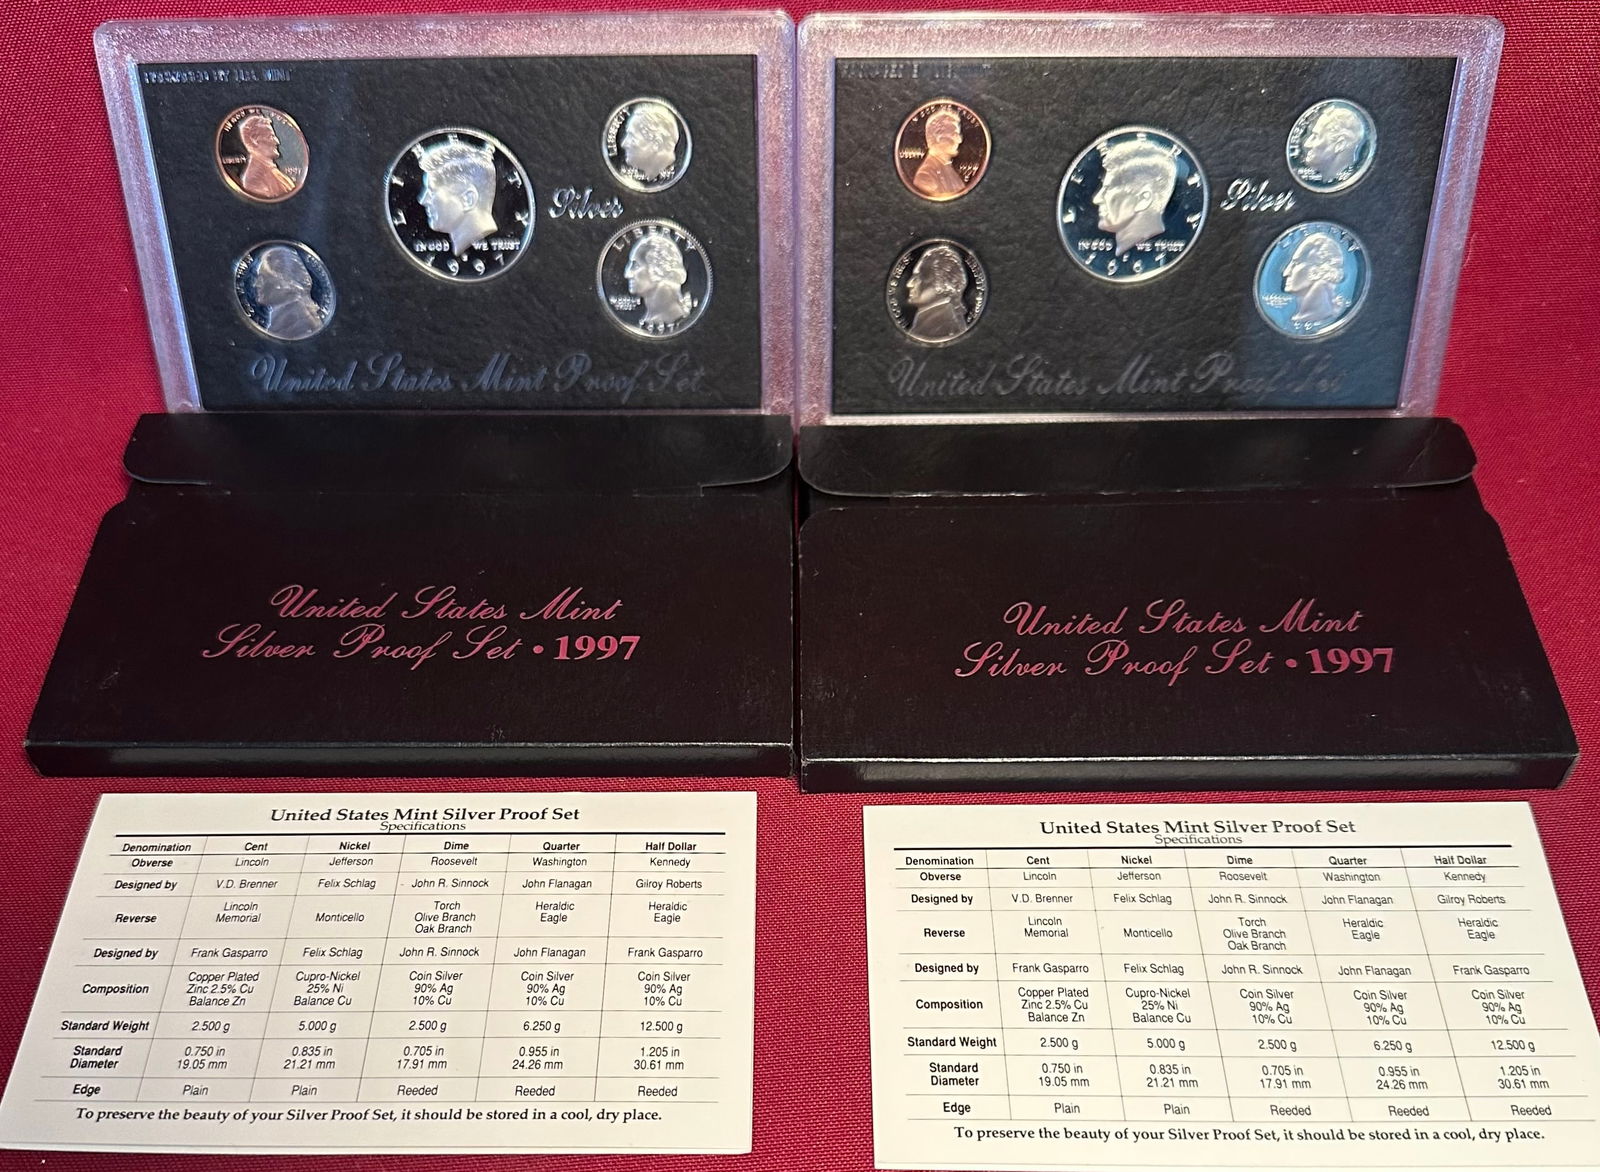 IN GOD WE TRUST
LIBERTY
1997
LIBERTY
IN GOD WE TRUST
1997
Silver
LIBERTY
1997
United States Mint Proof Set
LIBERTY
IN GOD WE TRUST
Silver
LIBERTY
United States Mint Proof Set
United States Mint
Silver Proof Set • 1997
United States Mint
Silver Proof Set • 1997
United States Mint Silver Proof Set
Specifications
Denomination Cent Nickel Dime Quarter Half Dollar
Obverse Lincoln Jefferson Roosevelt Washington Kennedy
Designed by V.D. Brenner Felix Schlag John R. Sinnock John Flanagan Gilroy Roberts
Reverse Lincoln Memorial Monticello Torch Olive Branch Oak Branch Heraldic Eagle Heraldic Eagle
Designed by Frank Gasparro Felix Schlag John R. Sinnock John Flanagan Frank Gasparro
Composition Copper Plated Zinc 2.5% Cu Balance Zn Cupro-Nickel 25% Ni Balance Cu Coin Silver 90% Ag 10% Cu Coin Silver 90% Ag 10% Cu Coin Silver 90% Ag 10% Cu
Standard Weight 2.500 g 5.000 g 2.500 g 6.250 g 12.500 g
Standard Diameter 0.750 in 19.05 mm 0.835 in 21.21 mm 0.705 in 17.91 mm 0.955 in 24.26 mm 1.205 in 30.61 mm
Edge Plain Plain Reeded Reeded Reeded
To preserve the beauty of your Silver Proof Set, it should be stored in a cool, dry place.
United States Mint Silver Proof Set
Specifications
Denomination Cent Nickel Dime Quarter Half Dollar
Obverse Lincoln Jefferson Roosevelt Washington Kennedy
Designed by V.D. Brenner Felix Schlag John R. Sinnock John Flanagan Gilroy Roberts
Reverse Lincoln Memorial Monticello Torch Olive Branch Oak Branch Heraldic Eagle Heraldic Eagle
Designed by Frank Gasparro Felix Schlag John R. Sinnock John Flanagan Frank Gasparro
Composition Copper Plated Zinc 2.5% Cu Balance Zn Cupro-Nickel 25% Ni Balance Cu Coin Silver 90% Ag 10% Cu Coin Silver 90% Ag 10% Cu Coin Silver 90% Ag 10% Cu
Standard Weight 2.500 g 5.000 g 2.500 g 6.250 g 12.500 g
Standard Diameter 0.750 in 19.05 mm 0.835 in 21.21 mm 0.705 in 17.91 mm 0.955 in 24.26 mm 1.205 in 30.61 mm
Edge Plain Plain Reeded Reeded Reeded
To preserve the beauty of your Silver Proof Set, it should be stored in a cool, dry place.